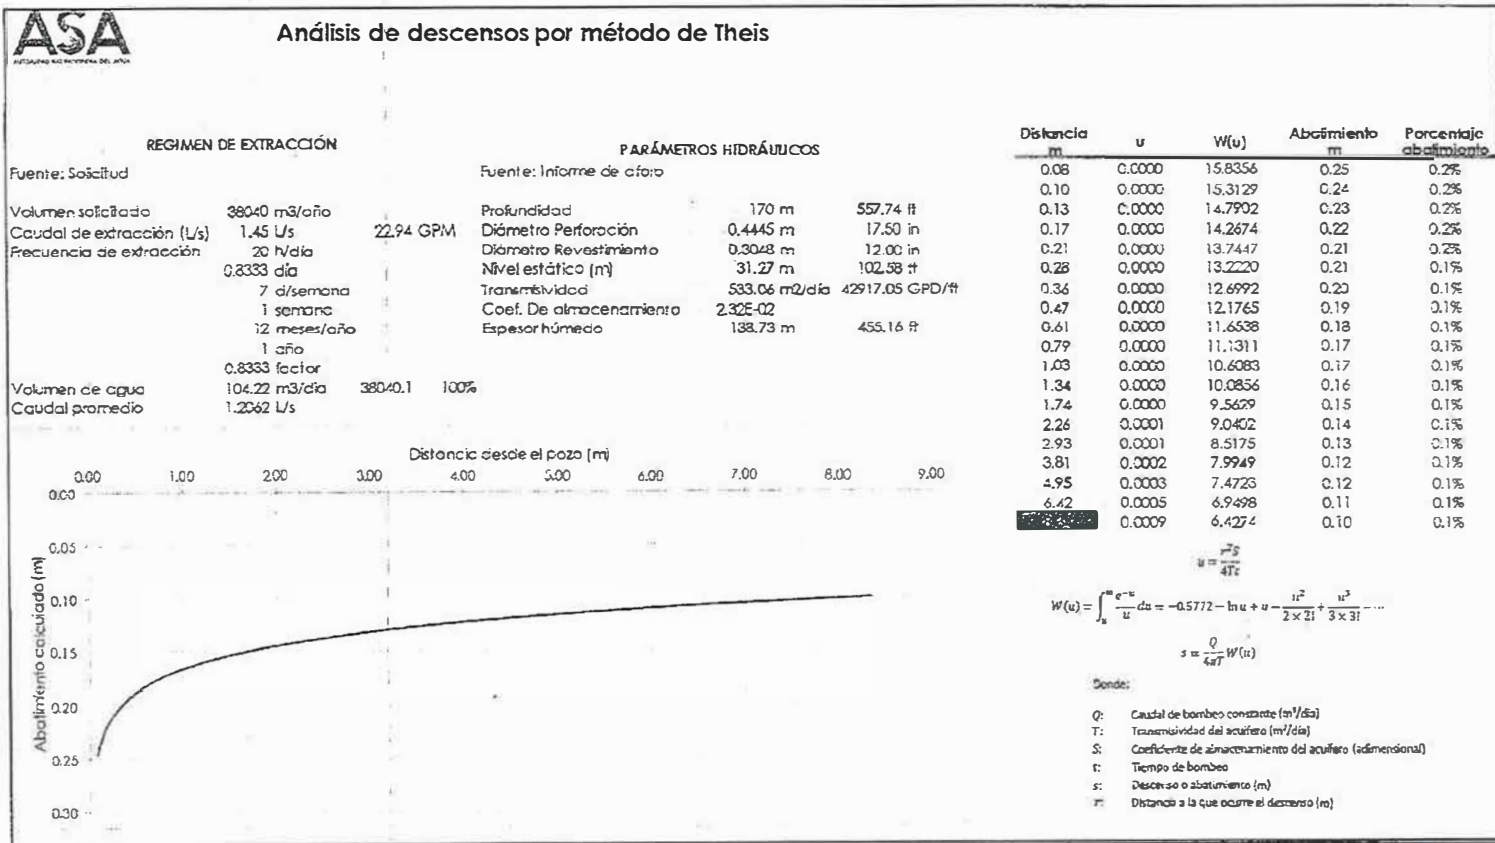 ASA
Análisis de descensos por método de Theis
REGIMEN DE EXTRACCIÓN
Fuente: Solicitud
Volumen solicitado 38040 m3/año
Caudal de extracción (L/s) 1.45 L/s 22.94 GPM
Frecuencia de extracción 20 h/día
0.8333 día
7 d/semana
1 semana
12 meses/año
1 año
0.8333 factor
Volumen de agua 104.22 m3/día 38040.1 100%
Caudal promedio 1.2062 L/s
PARÁMETROS HIDRÁULICOS
Fuente: Informe de aforo
Profundidad 170 m 557.74 ft
Diámetro Perforación 0.4445 m 17.50 in
Diámetro Revestimiento 0.3048 m 12.00 in
Nivel estático (m) 31.27 m 102.58 ft
Transmisividad 533.06 m2/día 42917.05 GPD/ft
Coef. De almacenamiento 2.32E-02
Espesor húmedo 138.73 m 455.16 ft
Distancia m u W(u) Abatimiento m Porcentaje abatimiento
0.08 0.0000 15.8356 0.25 0.2%
0.10 0.0000 15.3129 0.24 0.2%
0.13 0.0000 14.7902 0.23 0.2%
0.17 0.0000 14.2674 0.22 0.2%
0.21 0.0000 13.7447 0.21 0.2%
0.28 0.0000 13.2220 0.21 0.1%
0.36 0.0000 12.6992 0.20 0.1%
0.47 0.0000 12.1765 0.19 0.1%
0.61 0.0000 11.6538 0.18 0.1%
0.79 0.0000 11.1311 0.17 0.1%
1.03 0.0000 10.6083 0.17 0.1%
1.34 0.0000 10.0856 0.16 0.1%
1.74 0.0000 9.5629 0.15 0.1%
2.26 0.0001 9.0402 0.14 0.1%
2.93 0.0001 8.5175 0.13 0.1%
3.81 0.0002 7.9949 0.12 0.1%
4.95 0.0003 7.4723 0.12 0.1%
6.42 0.0005 6.9498 0.11 0.1%
0.0009 6.4274 0.10 0.1%
Distancia desde el pozo (m)
0.00 1.00 2.00 3.00 4.00 5.00 6.00 7.00 8.00 9.00
Abatimiento calculado (m)
0.00
0.05
0.10
0.15
0.20
0.25
0.30
u = r²S / 4Tt
W(u) = ∫ᵤ^∞ e⁻ᵘ/u du = −0.5772 − ln u + u − u²/(2 × 2!) + u³/(3 × 3!) − ⋯
s = Q/(4πT) W(u)
Donde:
Q: Caudal de bombeo constante (m³/día)
T: Transmisividad del acuífero (m²/día)
S: Coeficiente de almacenamiento del acuífero (adimensional)
t: Tiempo de bombeo
s: Descenso o abatimiento (m)
r: Distancia a la que ocurre el descenso (m)